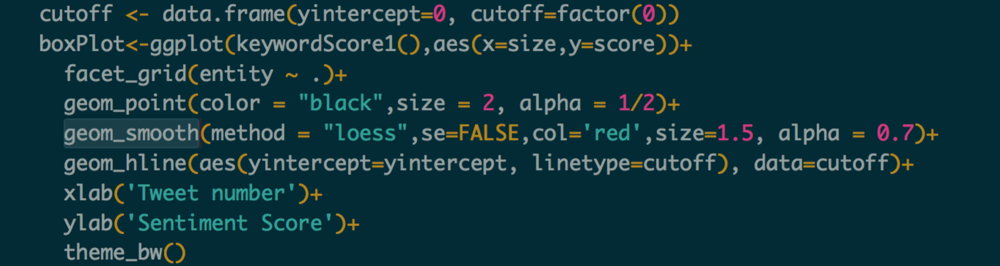 cutoff <- data.frame(yintercept=0, cutoff=factor(0))
boxPlot<-ggplot(keywordScore1(),aes(x=size,y=score))+
  facet_grid(entity ~ .)+
  geom_point(color = "black",size = 2, alpha = 1/2)+
  geom_smooth(method = "loess",se=FALSE,col='red',size=1.5, alpha = 0.7)+
  geom_hline(aes(yintercept=yintercept, linetype=cutoff), data=cutoff)+
  xlab('Tweet number')+
  ylab('Sentiment Score')+
  theme_bw()